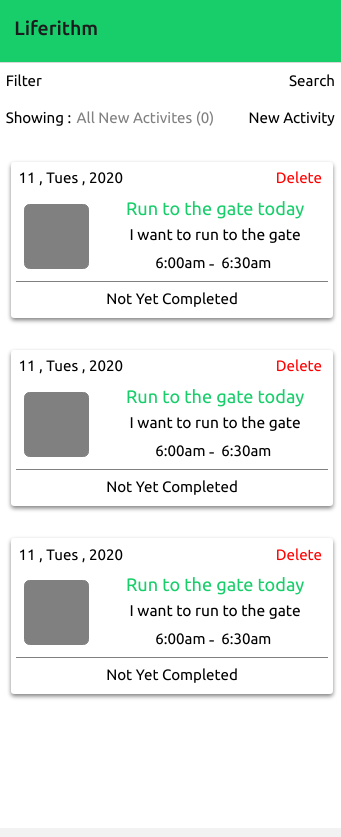 Liferithm
Filter Search
Showing : All New Activites (0) New Activity
11 , Tues , 2020 Delete
Run to the gate today
I want to run to the gate
6:00am - 6:30am
Not Yet Completed
11 , Tues , 2020 Delete
Run to the gate today
I want to run to the gate
6:00am - 6:30am
Not Yet Completed
11 , Tues , 2020 Delete
Run to the gate today
I want to run to the gate
6:00am - 6:30am
Not Yet Completed